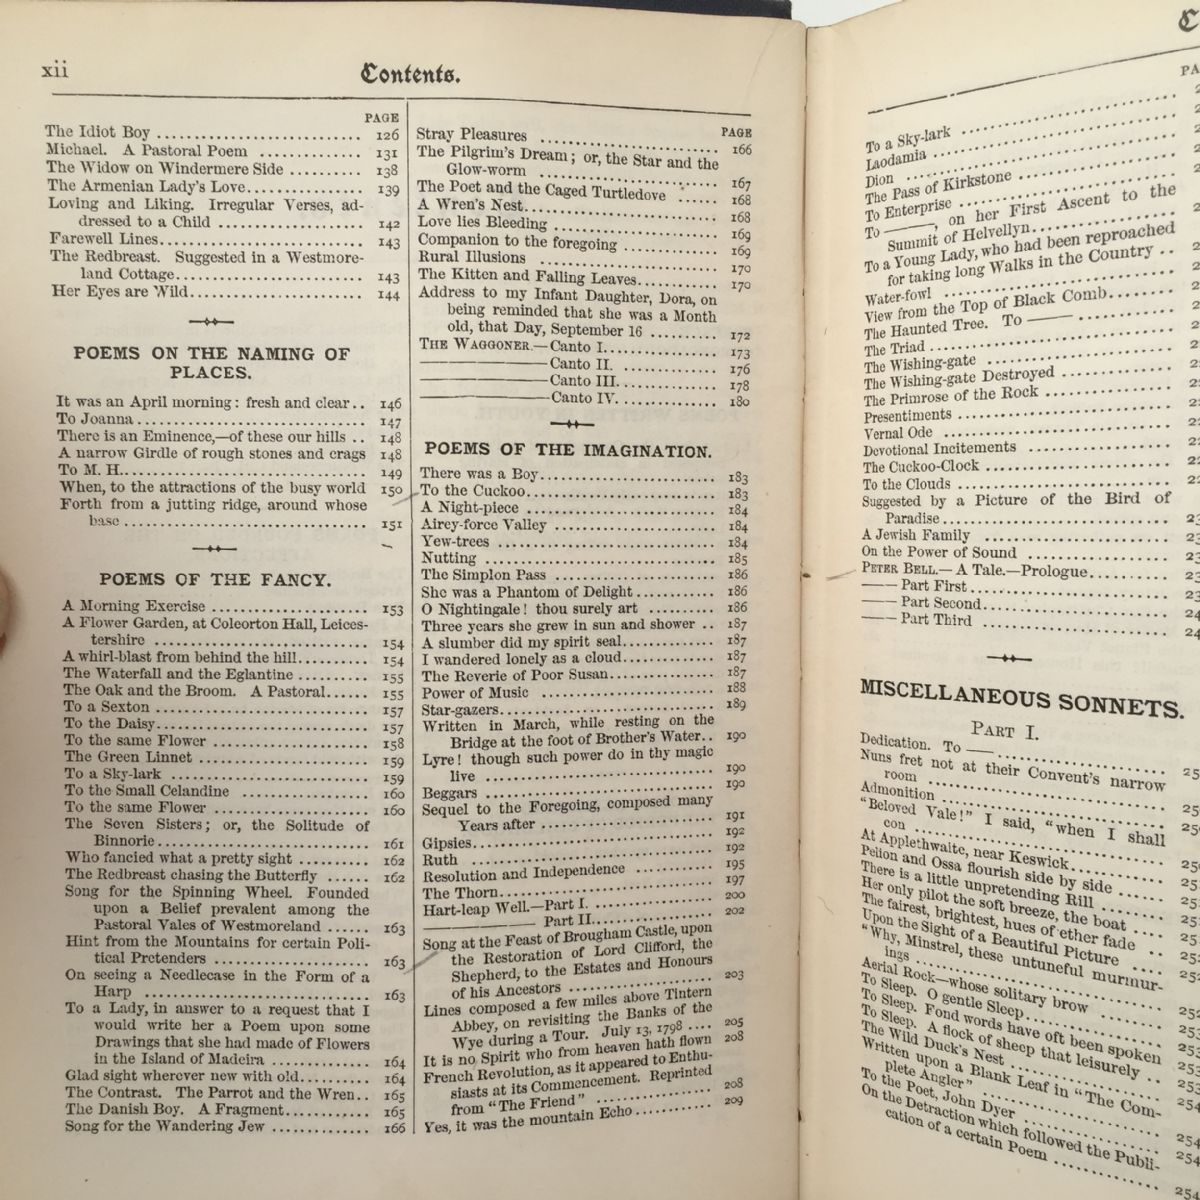 xii
Contents.
PAGE
The Idiot Boy ............................ 126
Michael. A Pastoral Poem .............. 131
The Widow on Windermere Side .......... 138
The Armenian Lady's Love................ 139
Loving and Liking. Irregular Verses, ad-
dressed to a Child .................... 142
Farewell Lines............................ 143
The Redbreast. Suggested in a Westmore-
land Cottage........................... 143
Her Eyes are Wild........................ 144
POEMS ON THE NAMING OF
PLACES.
It was an April morning: fresh and clear.. 146
To Joanna................................ 147
There is an Eminence,—of these our hills .. 148
A narrow Girdle of rough stones and crags 148
To M. H.................................. 149
When, to the attractions of the busy world 150
Forth from a jutting ridge, around whose
base .................................. 151
POEMS OF THE FANCY.
A Morning Exercise ...................... 153
A Flower Garden, at Coleorton Hall, Leices-
tershire .............................. 154
A whirl-blast from behind the hill.......... 154
The Waterfall and the Eglantine .......... 155
The Oak and the Broom. A Pastoral...... 155
To a Sexton .............................. 157
To the Daisy.............................. 157
To the same Flower ...................... 158
The Green Linnet ........................ 159
To a Sky-lark ............................ 159
To the Small Celandine .................. 160
To the same Flower ...................... 160
The Seven Sisters; or, the Solitude of
Binnorie.............................. 161
Who fancied what a pretty sight .......... 162
The Redbreast chasing the Butterfly ...... 162
Song for the Spinning Wheel. Founded
upon a Belief prevalent among the
Pastoral Vales of Westmoreland ...... 163
Hint from the Mountains for certain Poli-
tical Pretenders ...................... 163
On seeing a Needlecase in the Form of a
Harp ................................ 163
To a Lady, in answer to a request that I
would write her a Poem upon some
Drawings that she had made of Flowers
in the Island of Madeira .............. 164
Glad sight wherever new with old.......... 164
The Contrast. The Parrot and the Wren.. 165
The Danish Boy. A Fragment............ 165
Song for the Wandering Jew .............. 166
PAGE
Stray Pleasures ........................ 166
The Pilgrim's Dream; or, the Star and the
Glow-worm .......................... 167
The Poet and the Caged Turtledove ...... 168
A Wren's Nest............................ 168
Love lies Bleeding ........................ 169
Companion to the foregoing .............. 169
Rural Illusions .......................... 170
The Kitten and Falling Leaves............ 170
Address to my Infant Daughter, Dora, on
being reminded that she was a Month
old, that Day, September 16 .......... 172
THE WAGGONER.—Canto I................ 173
———Canto II. ............ 176
———Canto III............. 178
———Canto IV. ............ 180
POEMS OF THE IMAGINATION.
There was a Boy.......................... 183
To the Cuckoo............................ 183
A Night-piece ............................ 184
Airey-force Valley ........................ 184
Yew-trees ................................ 184
Nutting .................................. 185
The Simplon Pass ........................ 186
She was a Phantom of Delight............ 186
O Nightingale! thou surely art .......... 186
Three years she grew in sun and shower .. 187
A slumber did my spirit seal.............. 187
I wandered lonely as a cloud.............. 187
The Reverie of Poor Susan................ 187
Power of Music .......................... 188
Star-gazers................................ 189
Written in March, while resting on the
Bridge at the foot of Brother's Water.. 190
Lyre! though such power do in thy magic
live .................................. 190
Beggars .................................. 190
Sequel to the Foregoing, composed many
Years after .......................... 191
Gipsies.................................... 192
Ruth .................................... 192
Resolution and Independence ............ 195
The Thorn................................ 197
Hart-leap Well.—Part I. .................. 200
——— Part II................... 202
Song at the Feast of Brougham Castle, upon
the Restoration of Lord Clifford, the
Shepherd, to the Estates and Honours
of his Ancestors ...................... 203
Lines composed a few miles above Tintern
Abbey, on revisiting the Banks of the
Wye during a Tour. July 13, 1798 .... 205
It is no Spirit who from heaven hath flown 208
French Revolution, as it appeared to Enthu-
siasts at its Commencement. Reprinted
from "The Friend" .................... 208
Yes, it was the mountain Echo ............ 209
To a Sky-lark ............................
Laodamia ................................
Dion ....................................
The Pass of Kirkstone ....................
To Enterprise ............................
To ———, on her First Ascent to the
Summit of Helvellyn....................
To a Young Lady, who had been reproached
for taking long Walks in the Country ..
Water-fowl ..............................
View from the Top of Black Comb........
The Haunted Tree. To ——— ............
The Triad ................................
The Wishing-gate ........................
The Wishing-gate Destroyed ..............
The Primrose of the Rock ................
Presentiments ............................
Vernal Ode ..............................
Devotional Incitements ..................
The Cuckoo-Clock ........................
To the Clouds ............................
Suggested by a Picture of the Bird of
Paradise................................
A Jewish Family ..........................
On the Power of Sound ....................
PETER BELL.—A Tale.—Prologue..........
—— Part First..........................
—— Part Second........................
—— Part Third ........................
MISCELLANEOUS SONNETS.
PART I.
Dedication. To —— ......................
Nuns fret not at their Convent's narrow
room ..................................
Admonition ..............................
"Beloved Vale!" I said, "when I shall
con ....................................
At Applethwaite, near Keswick............
Pelion and Ossa flourish side by side ......
There is a little unpretending Rill ........
Her only pilot the soft breeze, the boat ....
The fairest, brightest, hues of ether fade ..
Upon the Sight of a Beautiful Picture ....
"Why, Minstrel, these untuneful murmur-
ings ..................................
Aerial Rock—whose solitary brow ........
To Sleep. O gentle Sleep..................
To Sleep. Fond words have oft been spoken
To Sleep. A flock of sheep that leisurely ..
The Wild Duck's Nest ....................
Written upon a Blank Leaf in "The Com-
plete Angler" .......................... 254
To the Poet, John Dyer .................. 254
On the Detraction which followed the Publi-
cation of a certain Poem ................ 254